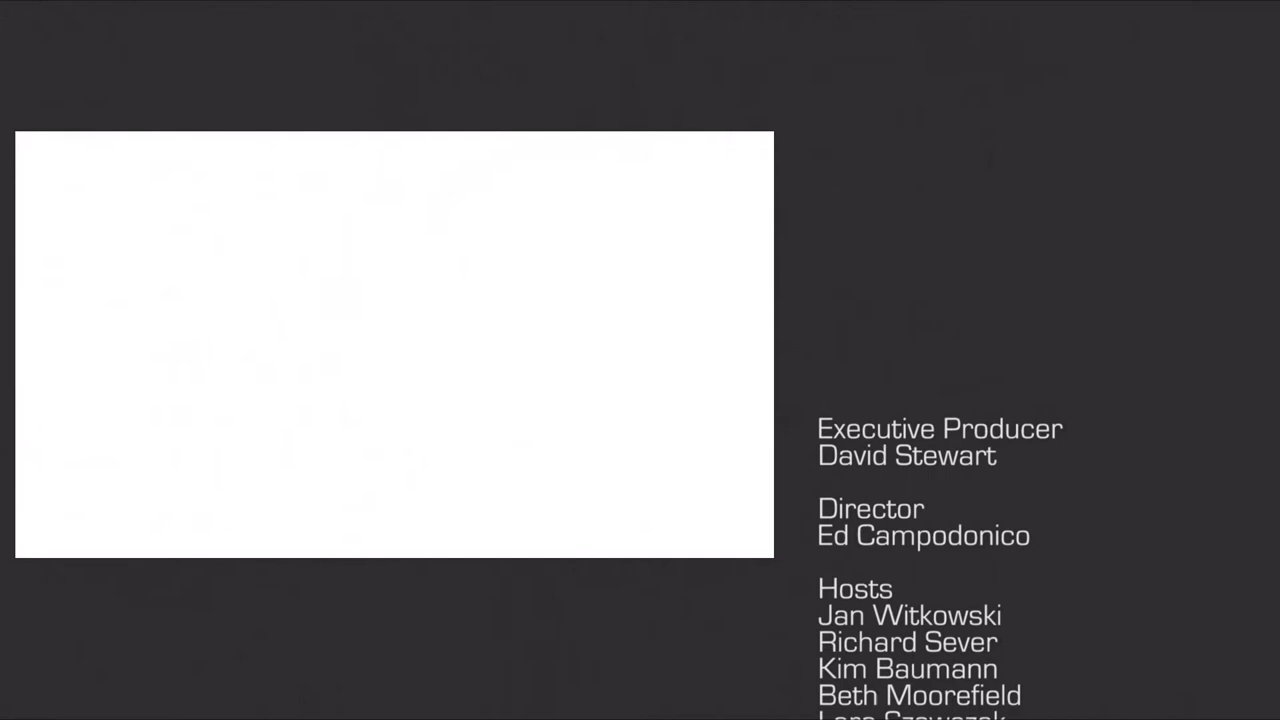 Executive Producer
David Stewart
Director
Ed Campodonico
Hosts
Jan Witkowski
Richard Sever
Kim Baumann
Beth Moorefield